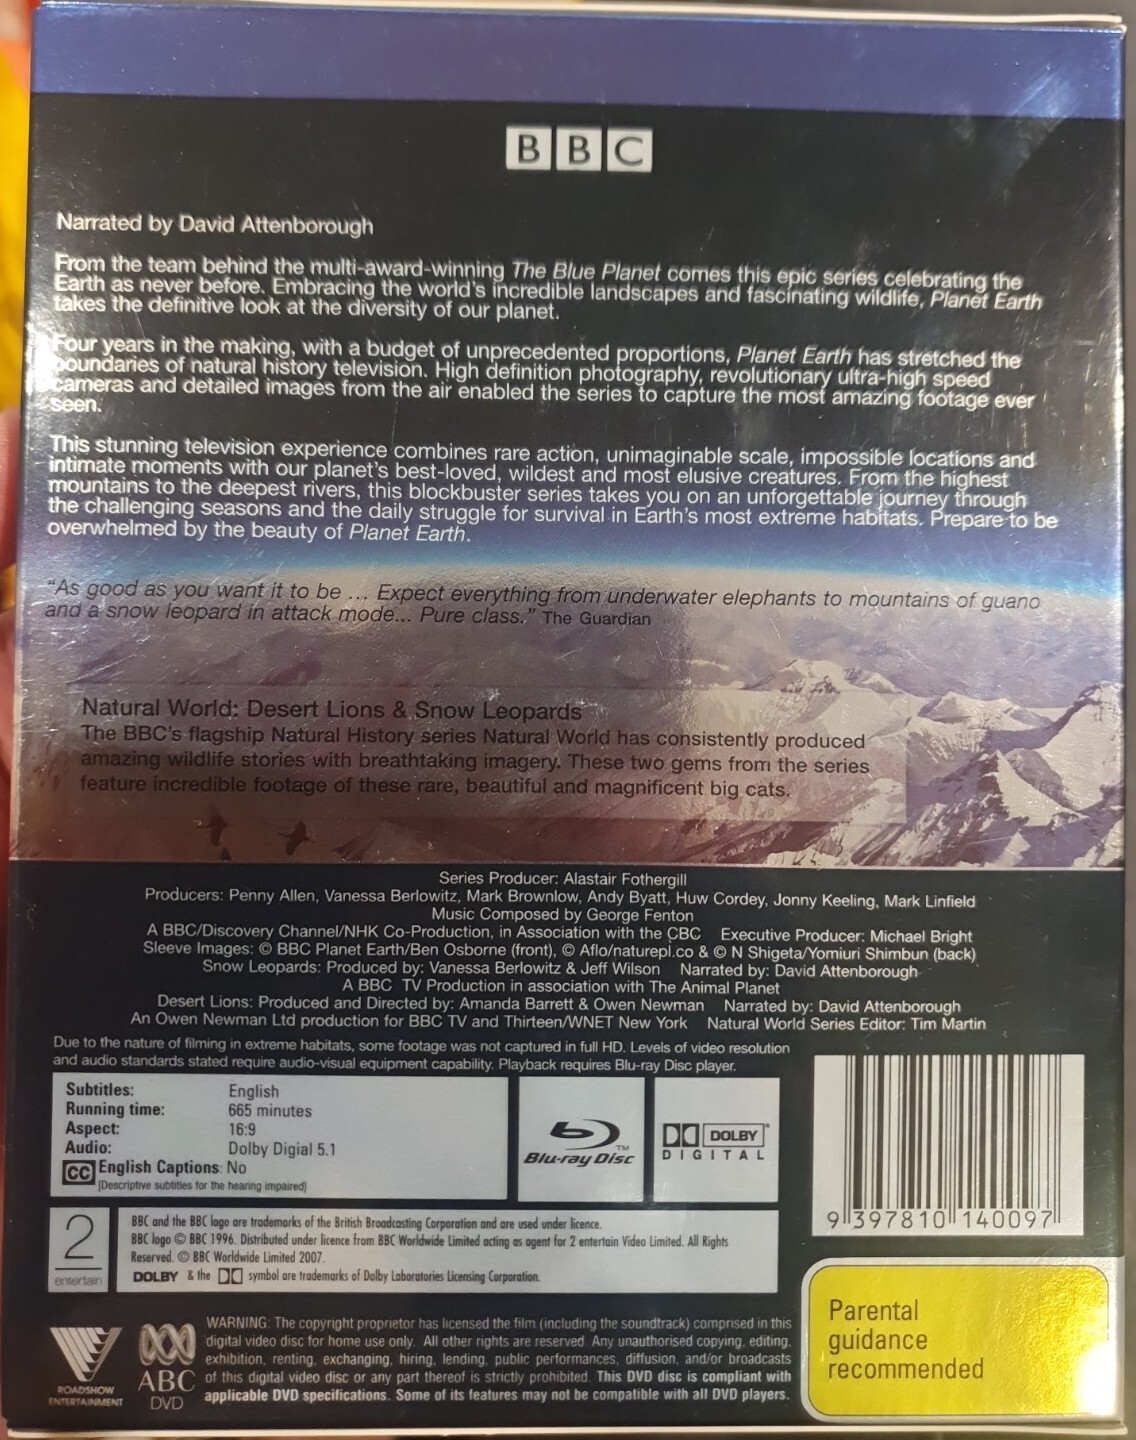 BBC
Narrated by David Attenborough
From the team behind the multi-award-winning The Blue Planet comes this epic series celebrating the
Earth as never before. Embracing the world's incredible landscapes and fascinating wildlife, Planet Earth
takes the definitive look at the diversity of our planet.
Four years in the making, with a budget of unprecedented proportions, Planet Earth has stretched the
boundaries of natural history television. High definition photography, revolutionary ultra-high speed
cameras and detailed images from the air enabled the series to capture the most amazing footage ever
seen.
This stunning television experience combines rare action, unimaginable scale, impossible locations and
intimate moments with our planet's best-loved, wildest and most elusive creatures. From the highest
mountains to the deepest rivers, this blockbuster series takes you on an unforgettable journey through
the challenging seasons and the daily struggle for survival in Earth's most extreme habitats. Prepare to be
overwhelmed by the beauty of Planet Earth.
"As good as you want it to be ... Expect everything from underwater elephants to mountains of guano
and a snow leopard in attack mode... Pure class." The Guardian
Natural World: Desert Lions & Snow Leopards
The BBC's flagship Natural History series Natural World has consistently produced
amazing wildlife stories with breathtaking imagery. These two gems from the series
feature incredible footage of these rare, beautiful and magnificent big cats.
Series Producer: Alastair Fothergill
Producers: Penny Allen, Vanessa Berlowitz, Mark Brownlow, Andy Byatt, Huw Cordey, Jonny Keeling, Mark Linfield
Music Composed by George Fenton
A BBC/Discovery Channel/NHK Co-Production, in Association with the CBC Executive Producer: Michael Bright
Sleeve Images: © BBC Planet Earth/Ben Osborne (front), © Aflo/naturepl.co & © N Shigeta/Yomiuri Shimbun (back)
Snow Leopards: Produced by: Vanessa Berlowitz & Jeff Wilson Narrated by: David Attenborough
A BBC TV Production in association with The Animal Planet
Desert Lions: Produced and Directed by: Amanda Barrett & Owen Newman Narrated by: David Attenborough
An Owen Newman Ltd production for BBC TV and Thirteen/WNET New York Natural World Series Editor: Tim Martin
Due to the nature of filming in extreme habitats, some footage was not captured in full HD. Levels of video resolution
and audio standards stated require audio-visual equipment capability. Playback requires Blu-ray Disc player.
Subtitles: English
Running time: 665 minutes
Aspect: 16:9
Audio: Dolby Digial 5.1
CC English Captions: No
(Descriptive subtitles for the hearing impaired)
Blu-ray Disc™
DOLBY
DIGITAL
9 397810 140097
2
entertain
BBC and the BBC logo are trademarks of the British Broadcasting Corporation and are used under licence.
BBC logo © BBC 1996. Distributed under licence from BBC Worldwide Limited acting as agent for 2 entertain Video Limited. All Rights
Reserved. © BBC Worldwide Limited 2007.
DOLBY & the symbol are trademarks of Dolby Laboratories Licensing Corporation.
ROADSHOW
ENTERTAINMENT
ABC
DVD
WARNING: The copyright proprietor has licensed the film (including the soundtrack) comprised in this
digital video disc for home use only. All other rights are reserved. Any unauthorised copying, editing,
exhibition, renting, exchanging, hiring, lending, public performances, diffusion, and/or broadcasts
of this digital video disc or any part thereof is strictly prohibited. This DVD disc is compliant with
applicable DVD specifications. Some of its features may not be compatible with all DVD players.
Parental
guidance
recommended